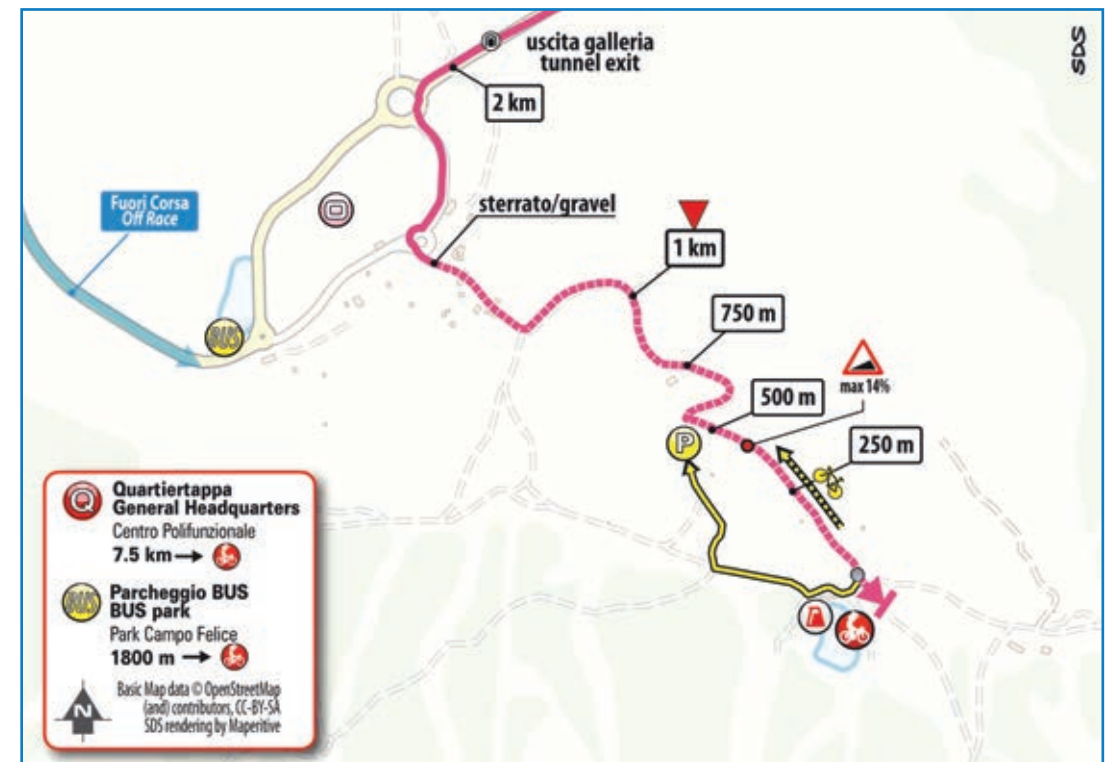 SDS
uscita galleria
tunnel exit
2 km
Fuori Corsa
Off Race
sterrato/gravel
1 km
750 m
max 14%
500 m
250 m
BUS
P
Q
Quartiertappa
General Headquarters
Centro Polifunzionale
7.5 km
BUS
Parcheggio BUS
BUS park
Park Campo Felice
1800 m
N
Basic Map data © OpenStreetMap
(and) contributors, CC-BY-SA
SDS rendering by Maperitive